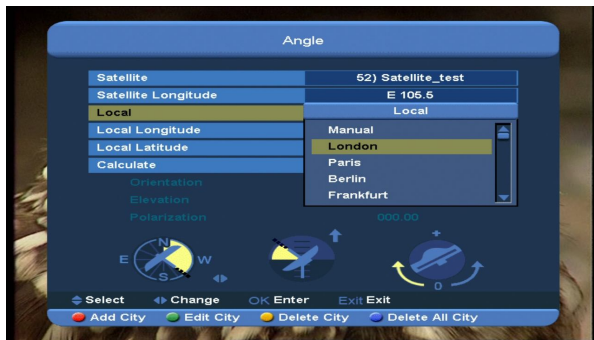 Angle
Satellite 52) Satellite_test
Satellite Longitude E 105.5
Local Local
Local Longitude Manual
London
Local Latitude Paris
Calculate Berlin
Orientation Frankfurt
Elevation
Polarization 000.00
N
E W
S
+
0
Select Change OK Enter Exit Exit
Add City Edit City Delete City Delete All City